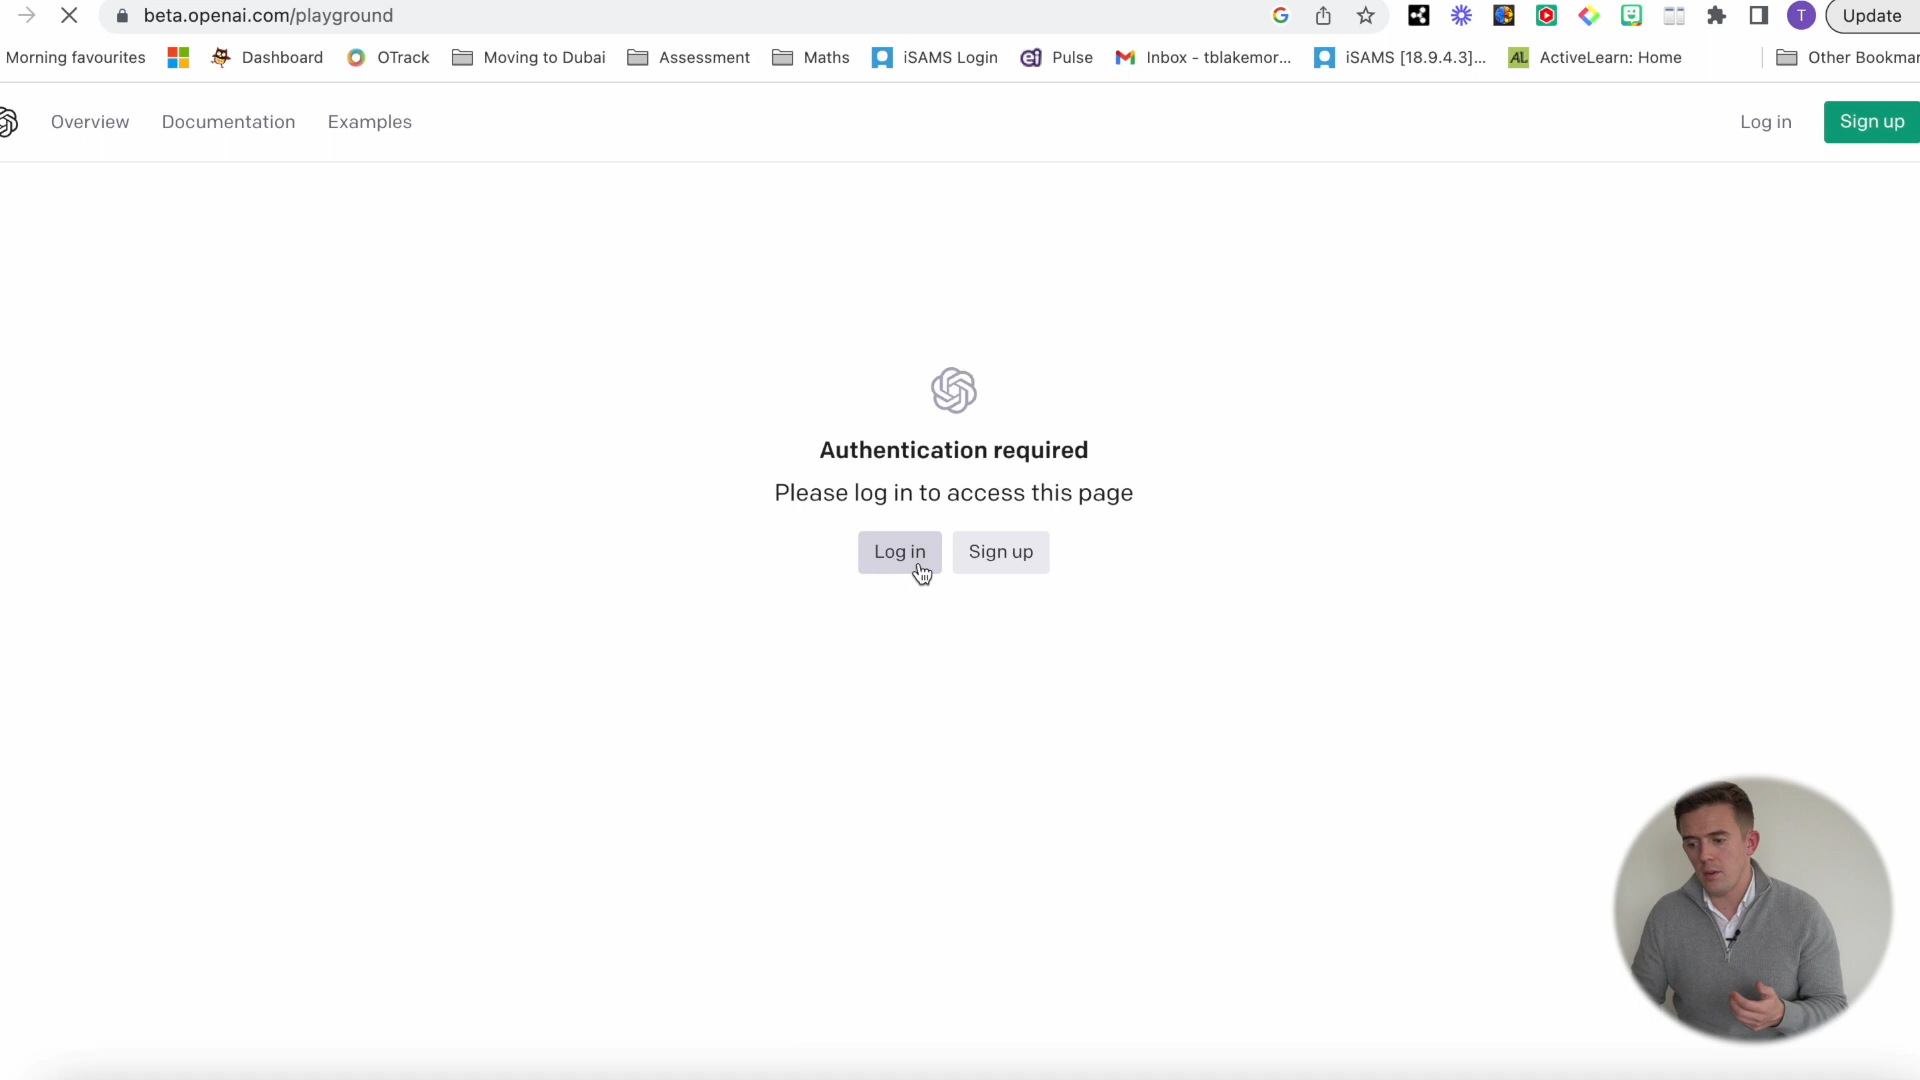 beta.openai.com/playground
T
Update
Morning favourites
Dashboard
OTrack
Moving to Dubai
Assessment
Maths
iSAMS Login
Pulse
Inbox - tblakemor...
iSAMS [18.9.4.3]...
AL
ActiveLearn: Home
Other Bookmar
Overview
Documentation
Examples
Log in
Sign up
Authentication required
Please log in to access this page
Log in
Sign up